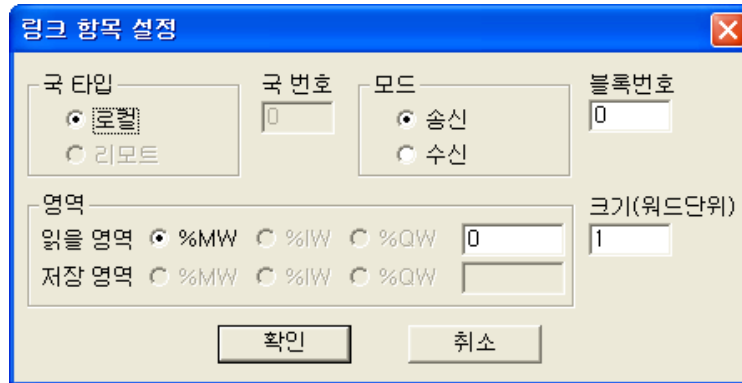 링크 항목 설정
국 타입 국 번호 모드 블록번호
로컬 0 송신 0
리모트 수신
영역 크기(워드단위)
읽을 영역 %MW %IW %QW 0 1
저장 영역 %MW %IW %QW
확인 취소